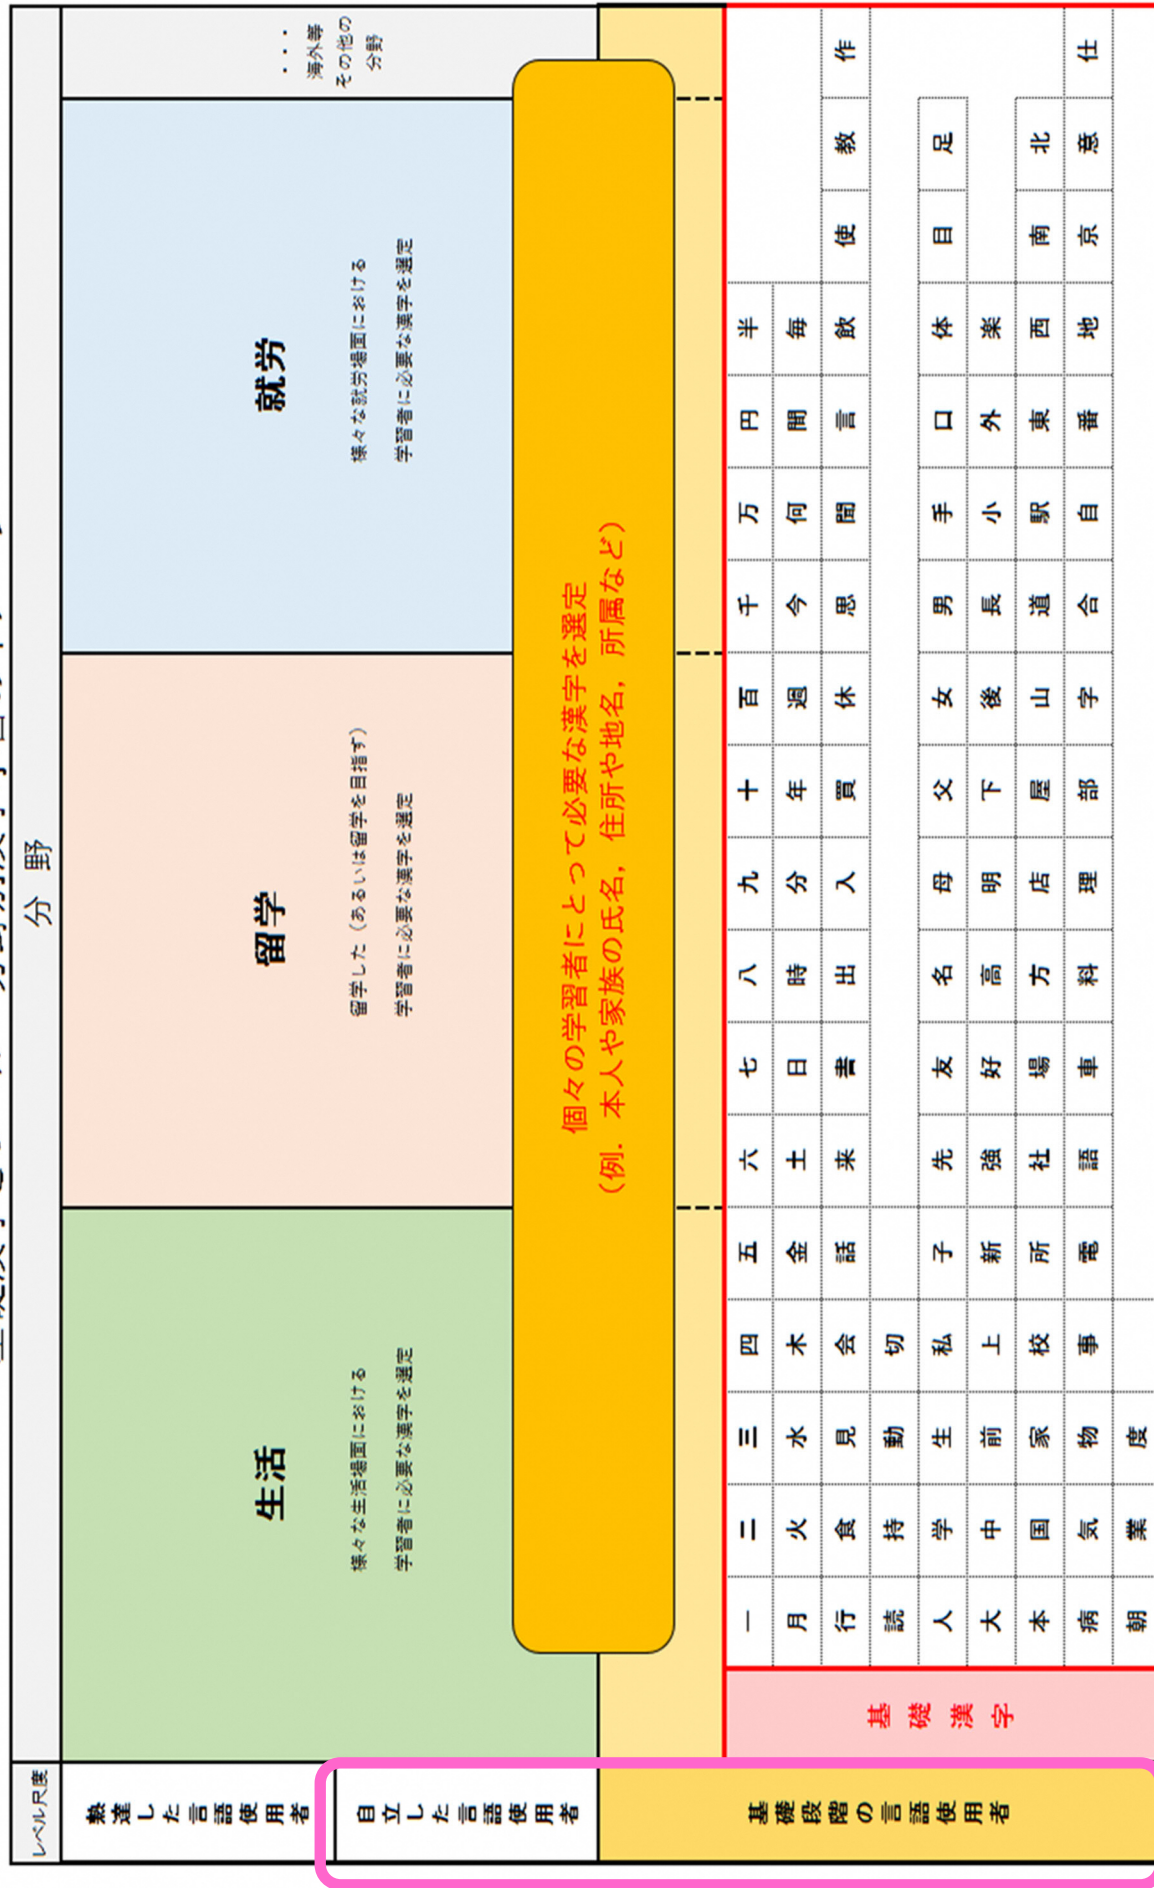 レベル尺度
分 野
熟達した言語使用者
自立した言語使用者
基礎段階の言語使用者
生活
様々な生活場面における
学習者に必要な漢字を選定
留学
留学した（あるいは留学を目指す）
学習者に必要な漢字を選定
就労
様々な就労場面における
学習者に必要な漢字を選定
・・・
海外等
その他の
分野
個々の学習者にとって必要な漢字を選定
（例．本人や家族の氏名，住所や地名，所属など）
基礎漢字
一 二 三 四 五 六 七 八 九 十 百 千 万 円 半
月 火 水 木 金 土 日 時 分 年 週 今 何 間 毎
行 食 見 会 話 来 書 出 入 買 休 思 聞 言 飲 使 教 作
読 持 動 切
人 学 生 私 子 先 友 名 母 父 女 男 手 口 体 目 足
大 中 前 上 新 強 好 高 明 下 後 長 小 外 楽
本 国 家 校 所 社 場 方 店 屋 山 道 駅 東 西 南 北
病 気 物 事 電 語 車 料 理 部 字 合 自 番 地 京 意 仕
朝 業 度